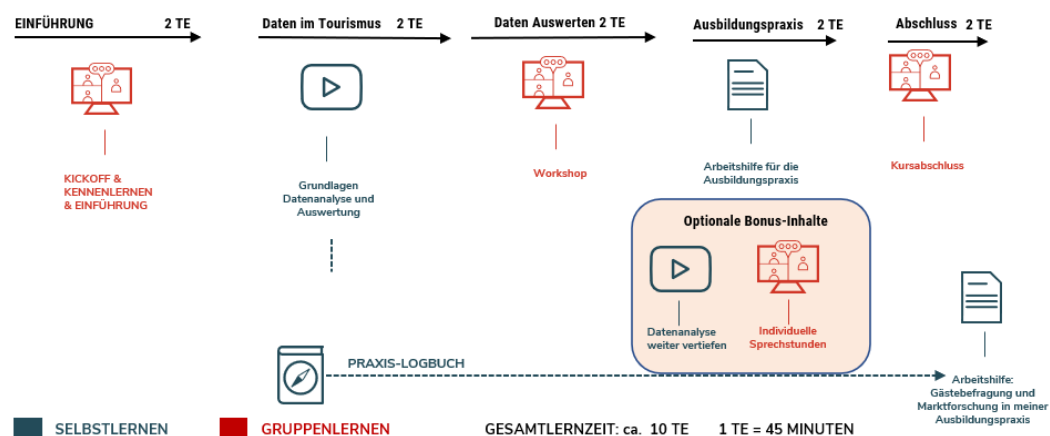 EINFÜHRUNG 2 TE
Daten im Tourismus 2 TE
Daten Auswerten 2 TE
Ausbildungspraxis 2 TE
Abschluss 2 TE
KICKOFF &
KENNENLERNEN
& EINFÜHRUNG
Grundlagen
Datenanalyse und
Auswertung
Workshop
Arbeitshilfe für die
Ausbildungspraxis
Kursabschluss
Optionale Bonus-Inhalte
Datenanalyse
weiter vertiefen
Individuelle
Sprechstunden
PRAXIS-LOGBUCH
Arbeitshilfe:
Gästebefragung und
Marktforschung in meiner
Ausbildungspraxis
SELBSTLERNEN
GRUPPENLERNEN
GESAMTLERNZEIT: ca. 10 TE 1 TE = 45 MINUTEN